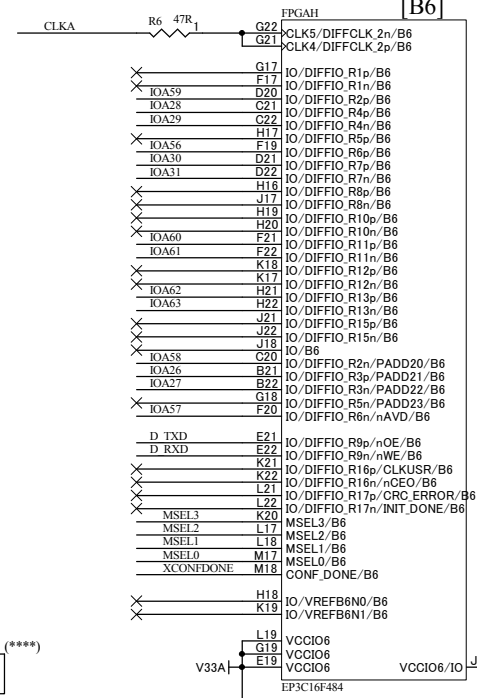 [B6]
FPGAH
CLKA R6 47R 1 G22 CLK5/DIFFCLK_2n/B6
G21 CLK4/DIFFCLK_2p/B6
G17 IO/DIFFIO_R1p/B6
F17 IO/DIFFIO_R1n/B6
IOA59 D20 IO/DIFFIO_R2p/B6
IOA28 C21 IO/DIFFIO_R4p/B6
IOA29 C22 IO/DIFFIO_R4n/B6
H17 IO/DIFFIO_R5p/B6
IOA56 F19 IO/DIFFIO_R6p/B6
IOA30 D21 IO/DIFFIO_R7p/B6
IOA31 D22 IO/DIFFIO_R7n/B6
H16 IO/DIFFIO_R8p/B6
J17 IO/DIFFIO_R8n/B6
H19 IO/DIFFIO_R10p/B6
H20 IO/DIFFIO_R10n/B6
IOA60 F21 IO/DIFFIO_R11p/B6
IOA61 F22 IO/DIFFIO_R11n/B6
K18 IO/DIFFIO_R12p/B6
K17 IO/DIFFIO_R12n/B6
IOA62 H21 IO/DIFFIO_R13p/B6
IOA63 H22 IO/DIFFIO_R13n/B6
J21 IO/DIFFIO_R15p/B6
J22 IO/DIFFIO_R15n/B6
J18 IO/B6
IOA58 C20 IO/DIFFIO_R2n/PADD20/B6
IOA26 B21 IO/DIFFIO_R3p/PADD21/B6
IOA27 B22 IO/DIFFIO_R3n/PADD22/B6
G18 IO/DIFFIO_R5n/PADD23/B6
IOA57 F20 IO/DIFFIO_R6n/nAVD/B6
D_TXD E21 IO/DIFFIO_R9p/nOE/B6
D_RXD E22 IO/DIFFIO_R9n/nWE/B6
K21 IO/DIFFIO_R16p/CLKUSR/B6
K22 IO/DIFFIO_R16n/nCEO/B6
L21 IO/DIFFIO_R17p/CRC_ERROR/B6
L22 IO/DIFFIO_R17n/INIT_DONE/B6
MSEL3 K20 MSEL3/B6
MSEL2 L17 MSEL2/B6
MSEL1 L18 MSEL1/B6
MSEL0 M17 MSEL0/B6
XCONFDONE M18 CONF_DONE/B6
H18 IO/VREFB6N0/B6
K19 IO/VREFB6N1/B6
(****)
L19 VCCIO6
G19 VCCIO6
V33A E19 VCCIO6 VCCIO6/IO J
EP3C16F484